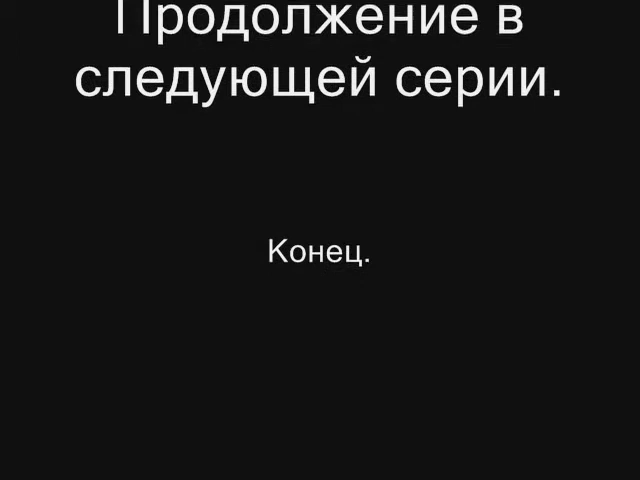 Продолжение в
следующей серии.
Конец.